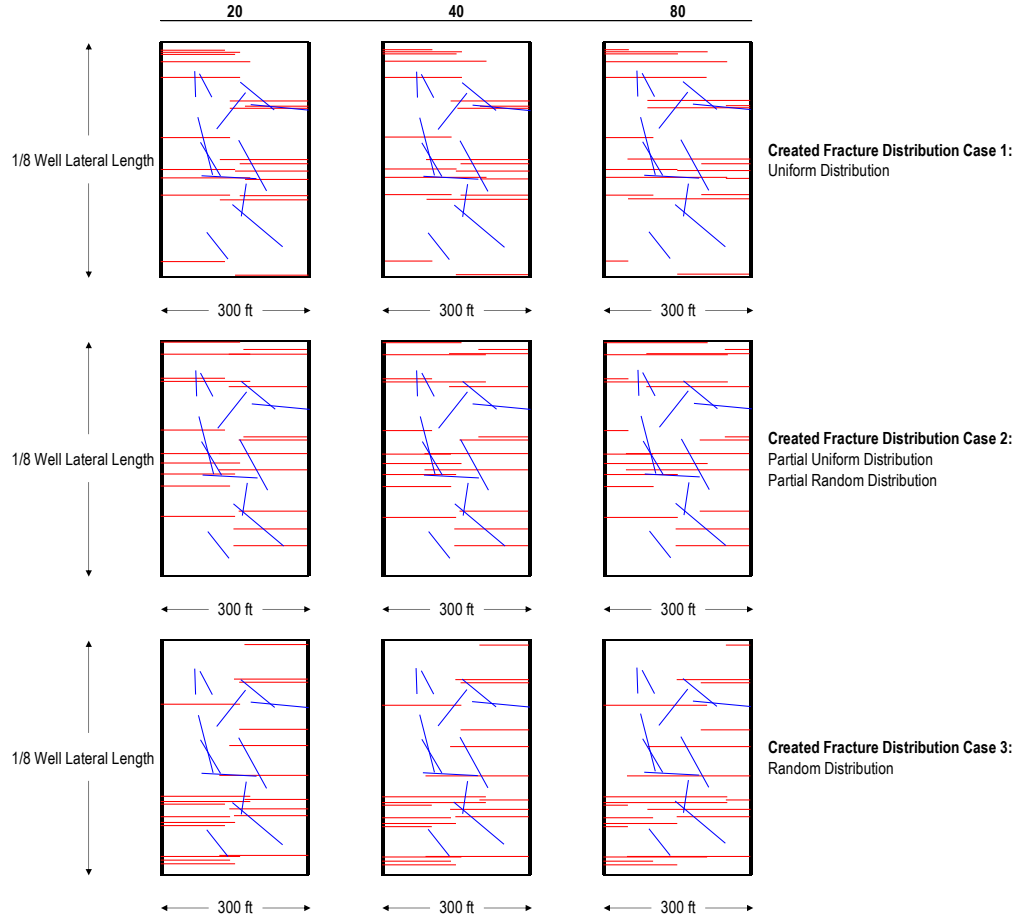 20 40 80
1/8 Well Lateral Length
Created Fracture Distribution Case 1:
Uniform Distribution
300 ft 300 ft 300 ft
1/8 Well Lateral Length
Created Fracture Distribution Case 2:
Partial Uniform Distribution
Partial Random Distribution
300 ft 300 ft 300 ft
1/8 Well Lateral Length
Created Fracture Distribution Case 3:
Random Distribution
300 ft 300 ft 300 ft